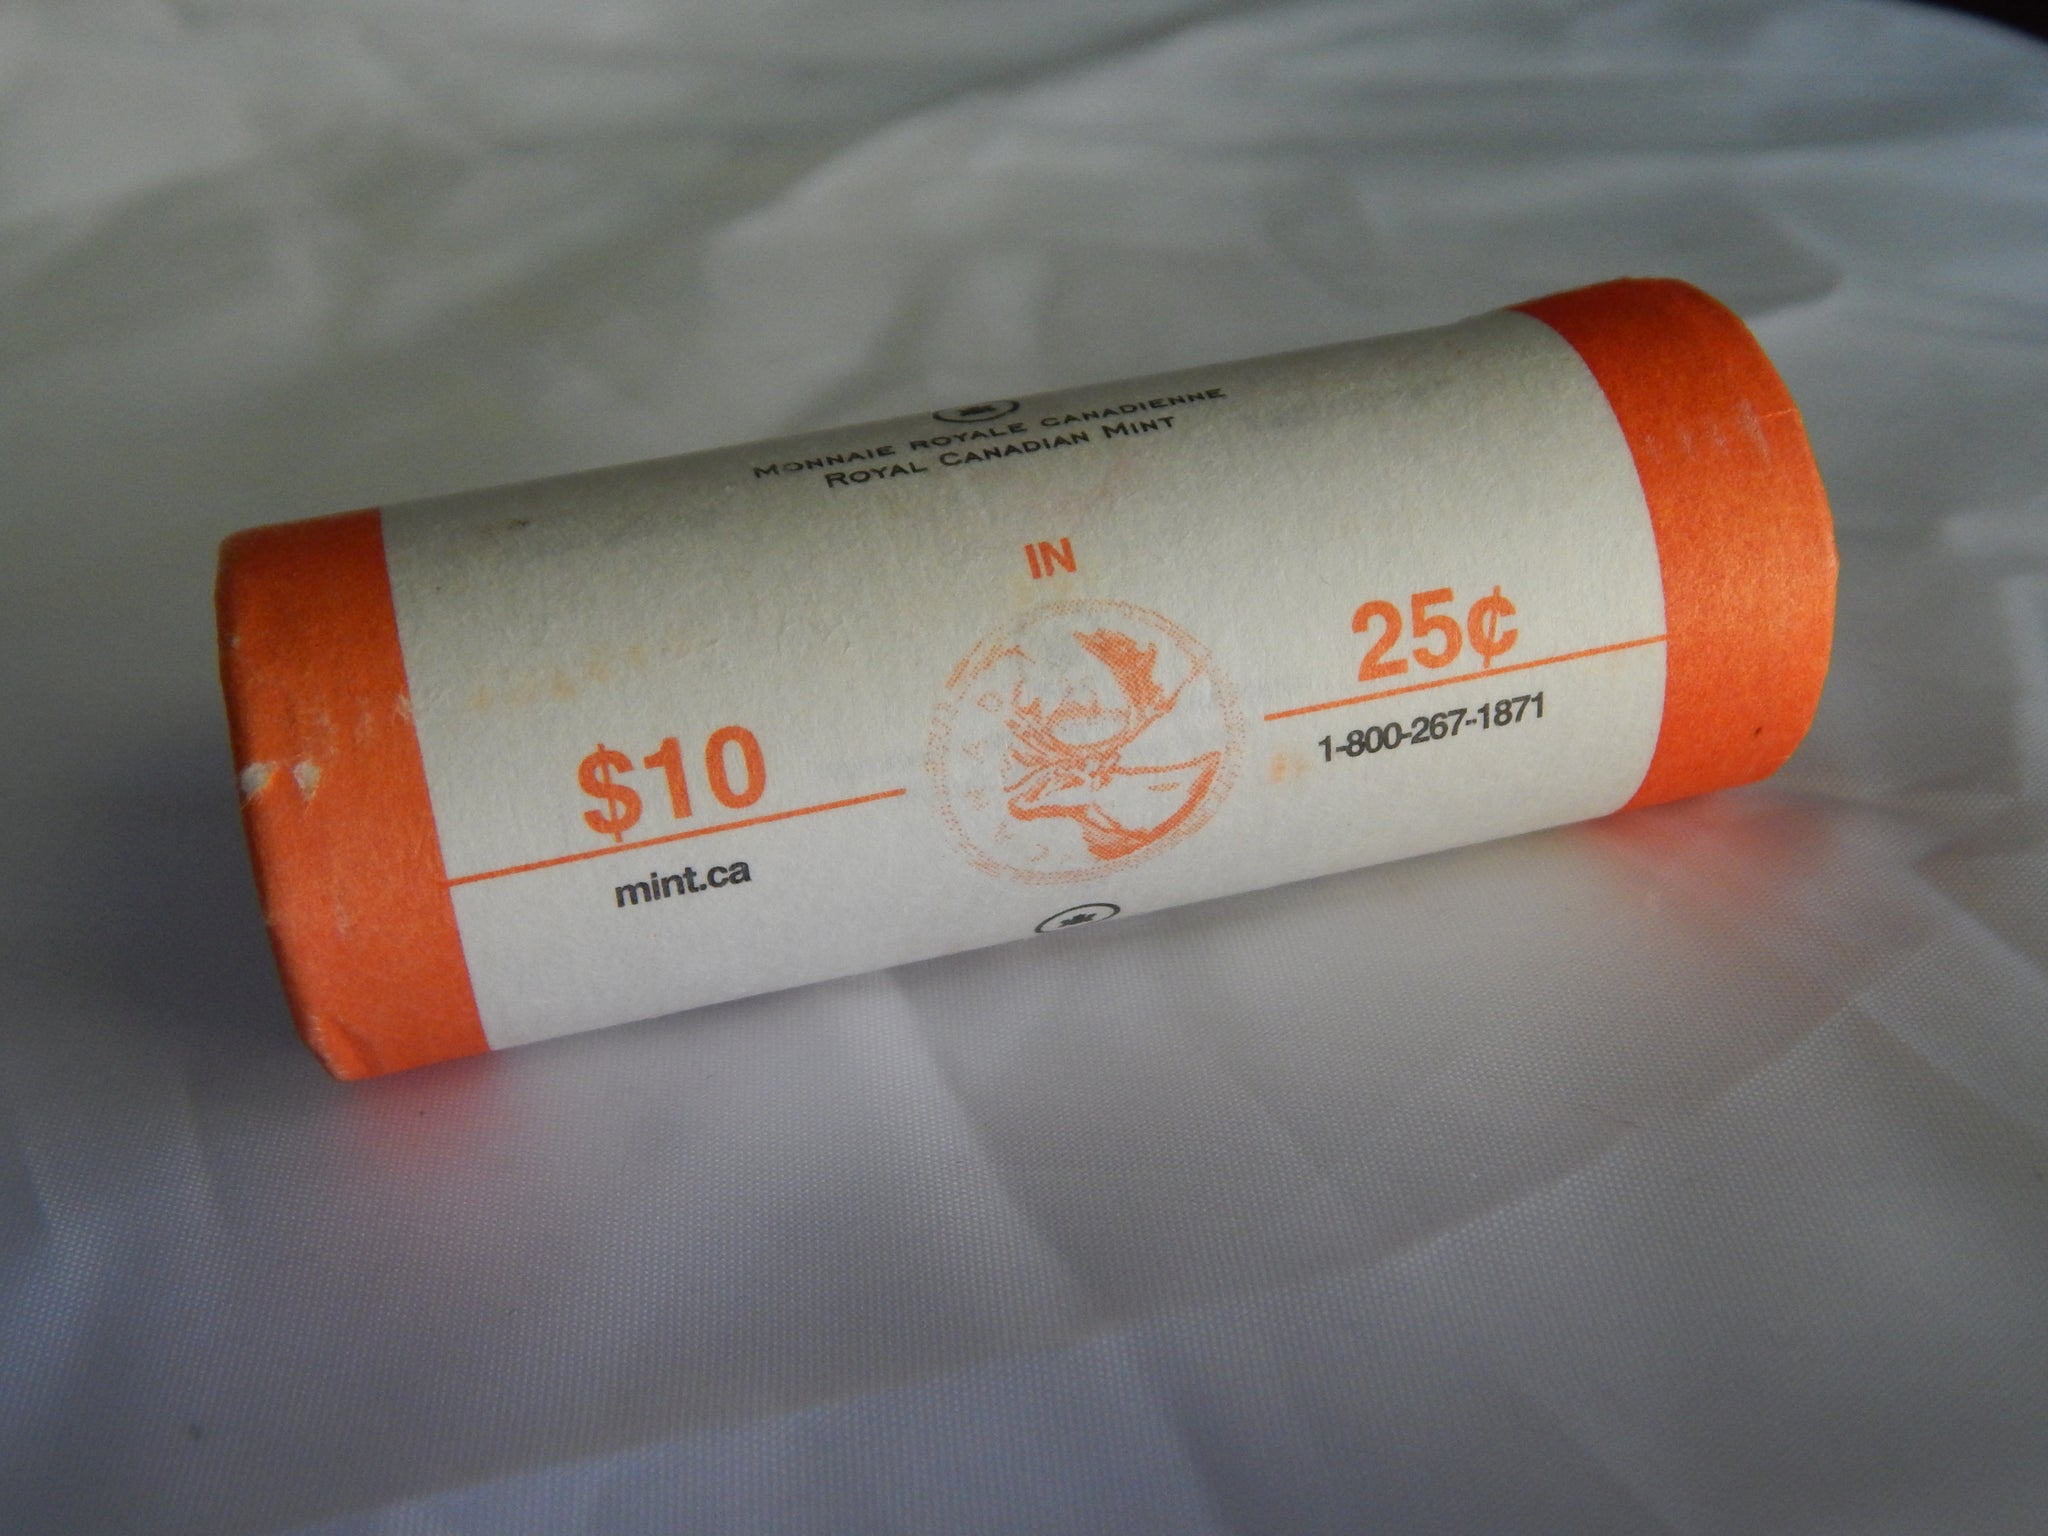 MONNAIE ROYALE CANADIENNE
ROYAL CANADIAN MINT
IN
$10
25¢
mint.ca
1-800-267-1871